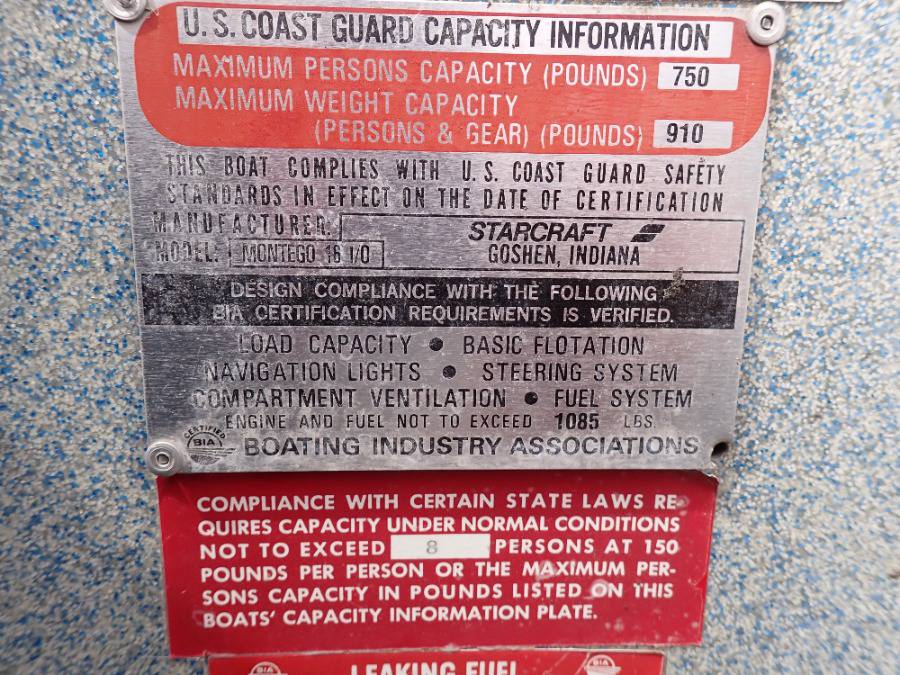 U.S. COAST GUARD CAPACITY INFORMATION
MAXIMUM PERSONS CAPACITY (POUNDS) 750
MAXIMUM WEIGHT CAPACITY
(PERSONS & GEAR) (POUNDS) 910
THIS BOAT COMPLIES WITH U.S. COAST GUARD SAFETY
STANDARDS IN EFFECT ON THE DATE OF CERTIFICATION
MANUFACTURER: STARCRAFT
MODEL: MONTEGO 16 I/O GOSHEN, INDIANA
DESIGN COMPLIANCE WITH THE FOLLOWING
BIA CERTIFICATION REQUIREMENTS IS VERIFIED.
LOAD CAPACITY • BASIC FLOTATION
NAVIGATION LIGHTS • STEERING SYSTEM
COMPARTMENT VENTILATION • FUEL SYSTEM
ENGINE AND FUEL NOT TO EXCEED 1085 LBS.
CERTIFIED BIA BOATING INDUSTRY ASSOCIATIONS
COMPLIANCE WITH CERTAIN STATE LAWS RE-
QUIRES CAPACITY UNDER NORMAL CONDITIONS
NOT TO EXCEED 8 PERSONS AT 150
POUNDS PER PERSON OR THE MAXIMUM PER-
SONS CAPACITY IN POUNDS LISTED ON THIS
BOATS' CAPACITY INFORMATION PLATE.
BIA LEAKING FUEL BIA